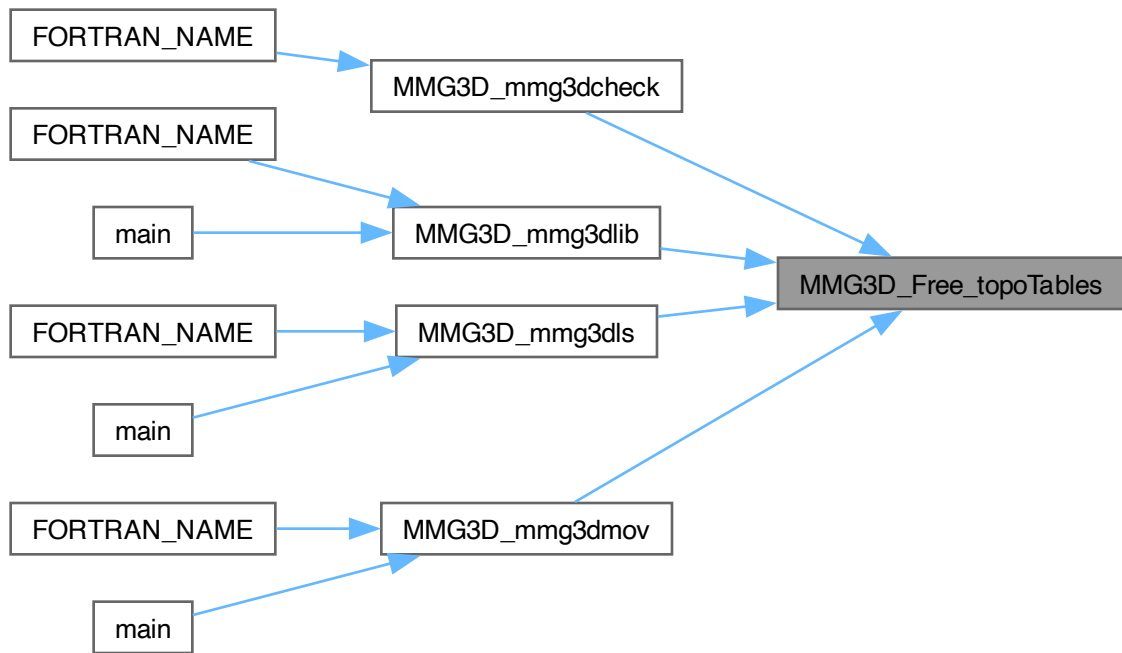 FORTRAN_NAME
MMG3D_mmg3dcheck
FORTRAN_NAME
main
MMG3D_mmg3dlib
MMG3D_Free_topoTables
FORTRAN_NAME
MMG3D_mmg3dls
main
FORTRAN_NAME
MMG3D_mmg3dmov
main